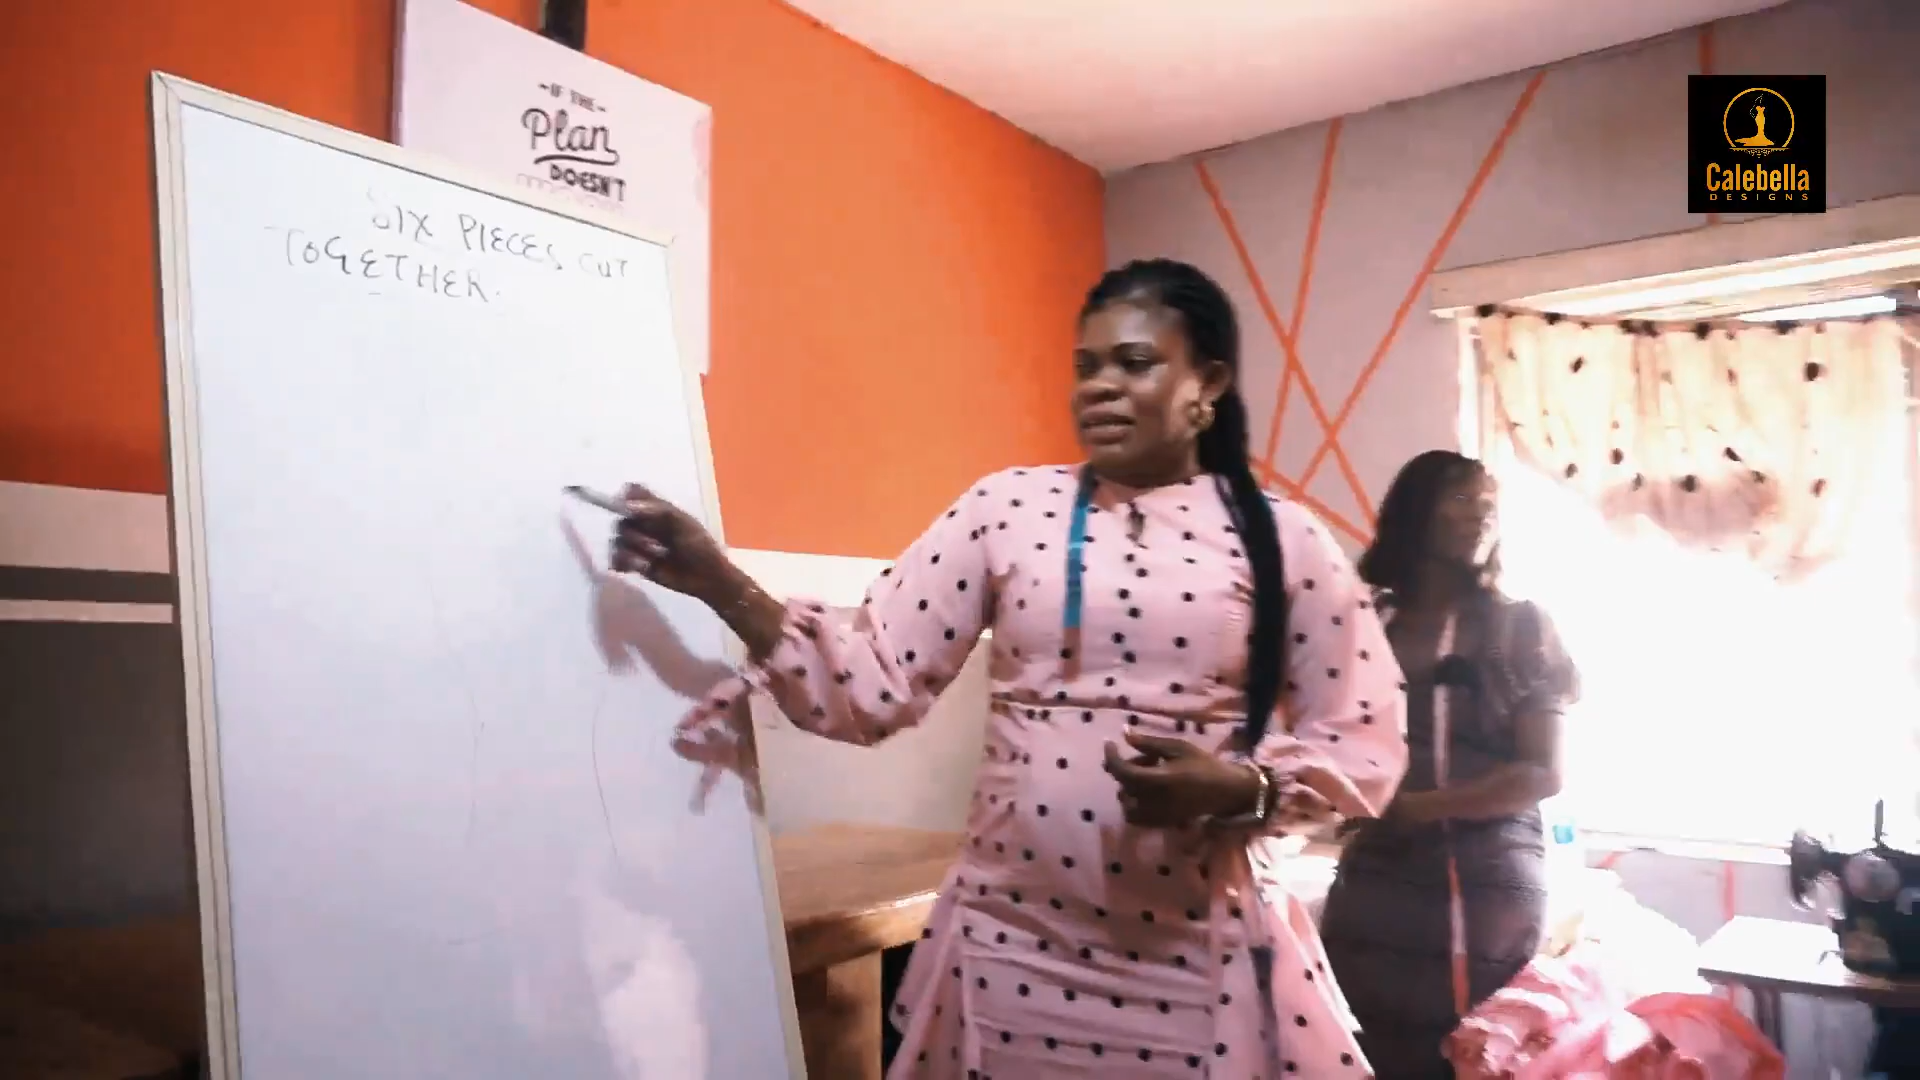 -IF THE-
Plan
DOESN'T
SIX PIECES CUT
TOGETHER.
Calebella
DESIGNS